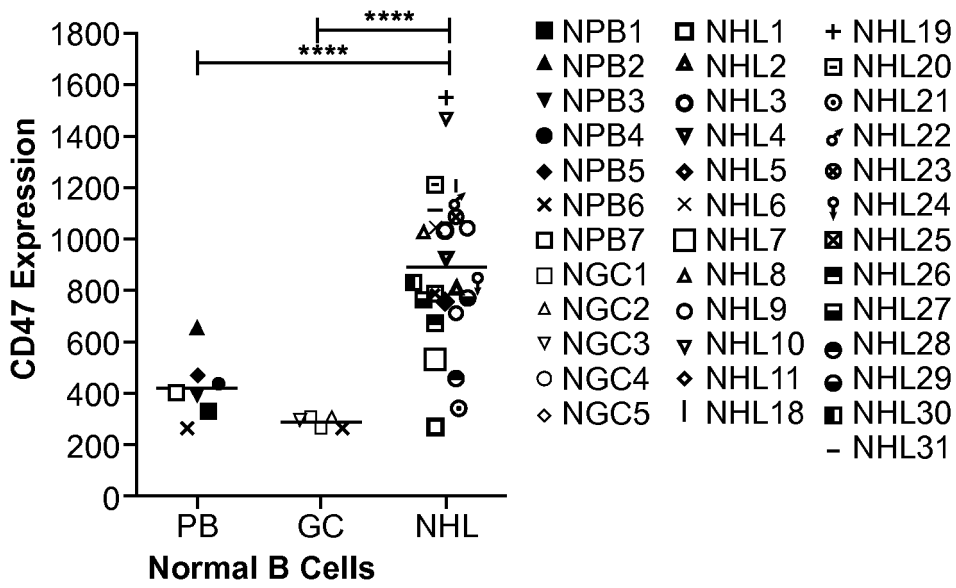 ****
****
CD47 Expression
1800
1600
1400
1200
1000
800
600
400
200
0
PB GC NHL
Normal B Cells
NPB1 NHL1 NHL19
NPB2 NHL2 NHL20
NPB3 NHL3 NHL21
NPB4 NHL4 NHL22
NPB5 NHL5 NHL23
NPB6 NHL6 NHL24
NPB7 NHL7 NHL25
NGC1 NHL8 NHL26
NGC2 NHL9 NHL27
NGC3 NHL10 NHL28
NGC4 NHL11 NHL29
NGC5 NHL18 NHL30
NHL31